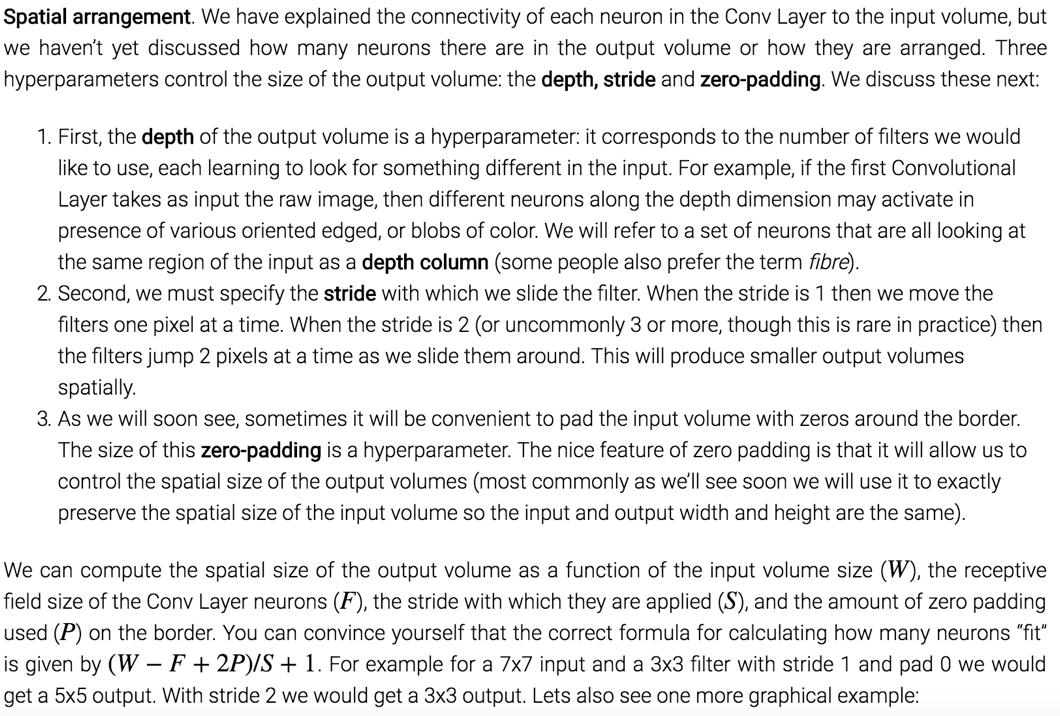 Spatial arrangement. We have explained the connectivity of each neuron in the Conv Layer to the input volume, but
we haven't yet discussed how many neurons there are in the output volume or how they are arranged. Three
hyperparameters control the size of the output volume: the depth, stride and zero-padding. We discuss these next:
1. First, the depth of the output volume is a hyperparameter: it corresponds to the number of filters we would
like to use, each learning to look for something different in the input. For example, if the first Convolutional
Layer takes as input the raw image, then different neurons along the depth dimension may activate in
presence of various oriented edged, or blobs of color. We will refer to a set of neurons that are all looking at
the same region of the input as a depth column (some people also prefer the term fibre).
2. Second, we must specify the stride with which we slide the filter. When the stride is 1 then we move the
filters one pixel at a time. When the stride is 2 (or uncommonly 3 or more, though this is rare in practice) then
the filters jump 2 pixels at a time as we slide them around. This will produce smaller output volumes
spatially.
3. As we will soon see, sometimes it will be convenient to pad the input volume with zeros around the border.
The size of this zero-padding is a hyperparameter. The nice feature of zero padding is that it will allow us to
control the spatial size of the output volumes (most commonly as we'll see soon we will use it to exactly
preserve the spatial size of the input volume so the input and output width and height are the same).
We can compute the spatial size of the output volume as a function of the input volume size (W), the receptive
field size of the Conv Layer neurons (F), the stride with which they are applied (S), and the amount of zero padding
used (P) on the border. You can convince yourself that the correct formula for calculating how many neurons "fit"
is given by (W − F + 2P)/S + 1. For example for a 7x7 input and a 3x3 filter with stride 1 and pad 0 we would
get a 5x5 output. With stride 2 we would get a 3x3 output. Lets also see one more graphical example: